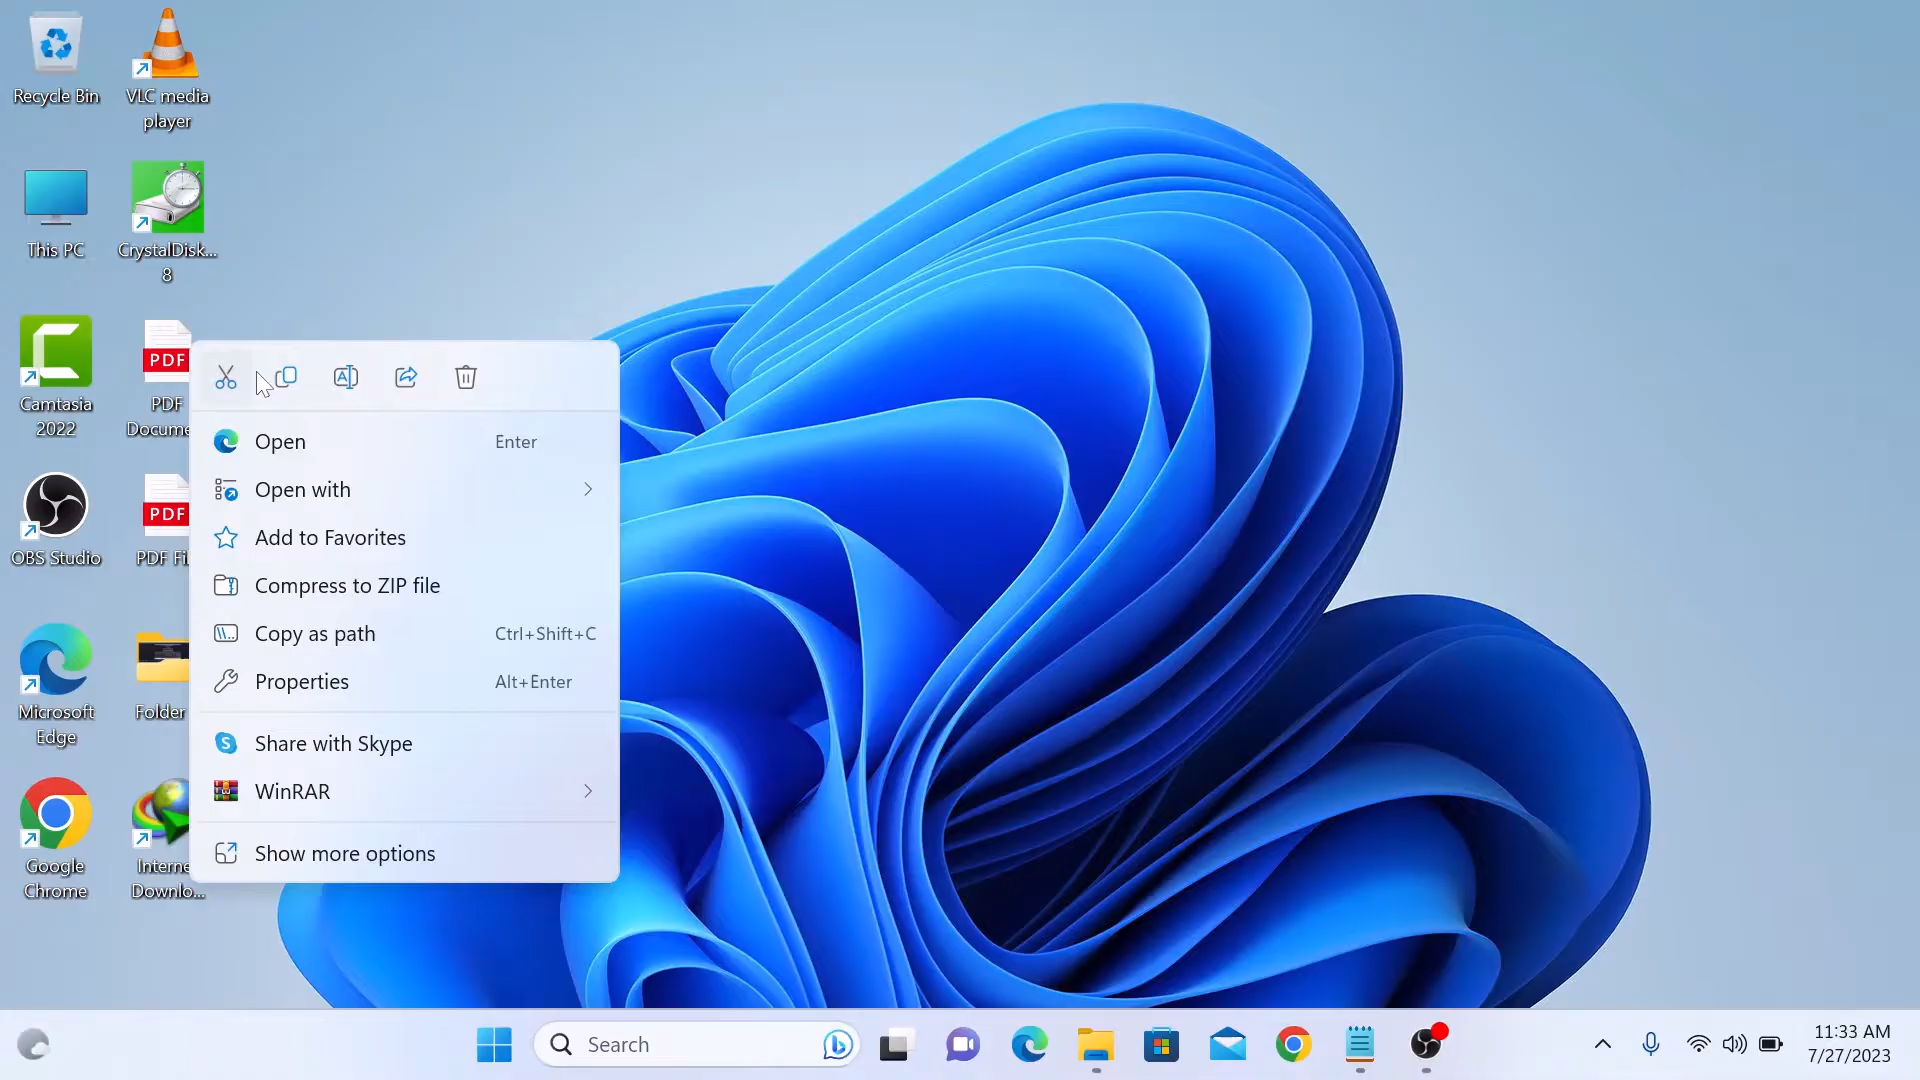 Recycle Bin
VLC media
player
This PC
CrystalDisk...
8
Camtasia
2022
PDF
PDF
Docume
OBS Studio
PDF
PDF Fi
Microsoft
Edge
Folder
Google
Chrome
Interne
Downlo...
Open Enter
Open with
Add to Favorites
Compress to ZIP file
Copy as path Ctrl+Shift+C
Properties Alt+Enter
Share with Skype
WinRAR
Show more options
Search
11:33 AM
7/27/2023